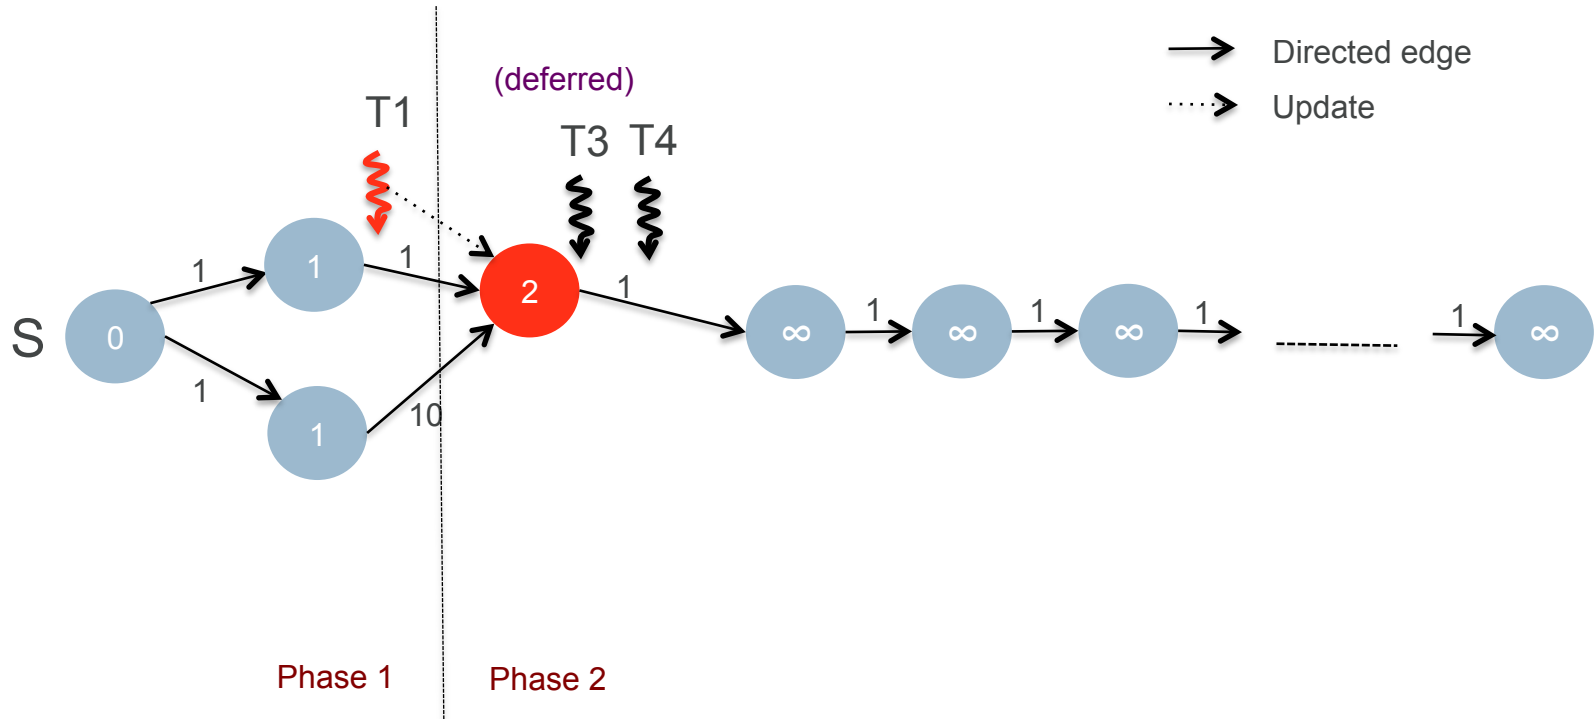 Directed edge
(deferred)
Update
T1
T3 T4
1 1 1 2 1
S 0 ∞ 1 ∞ 1 ∞ 1 1 ∞
1
10
1
Phase 1 Phase 2